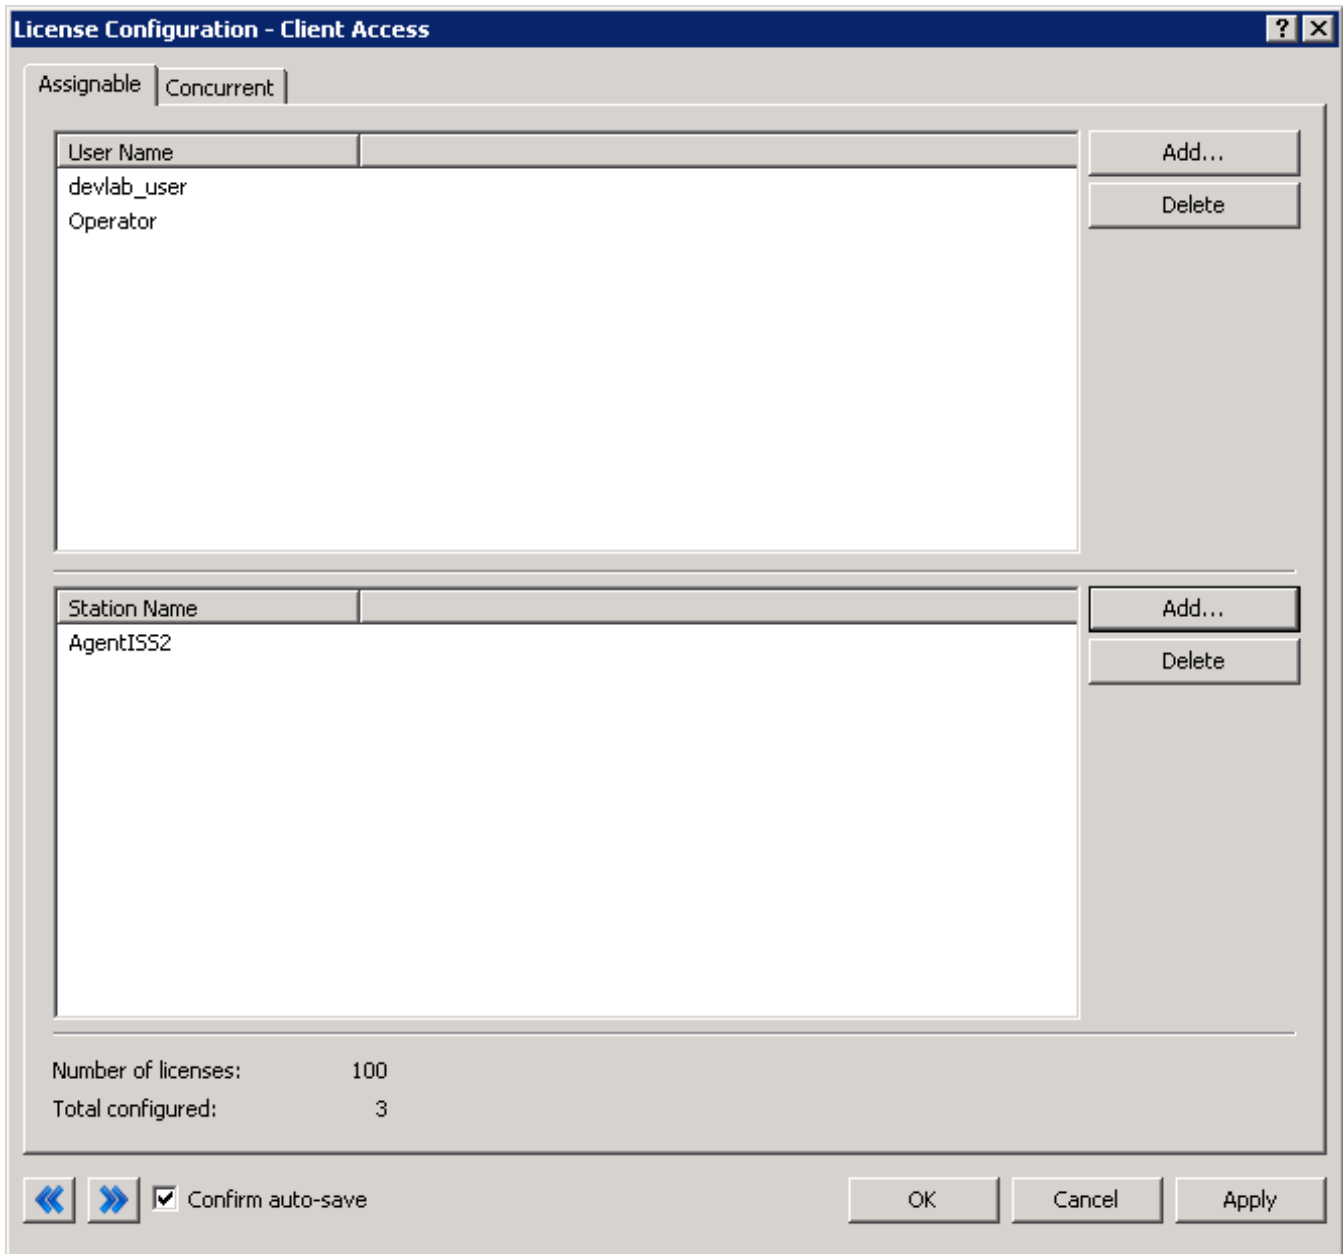 License Configuration - Client Access
Assignable Concurrent
User Name Add...
devlab_user
Operator Delete
Station Name Add...
AgentISS2
Delete
Number of licenses: 100
Total configured: 3
Confirm auto-save OK Cancel Apply